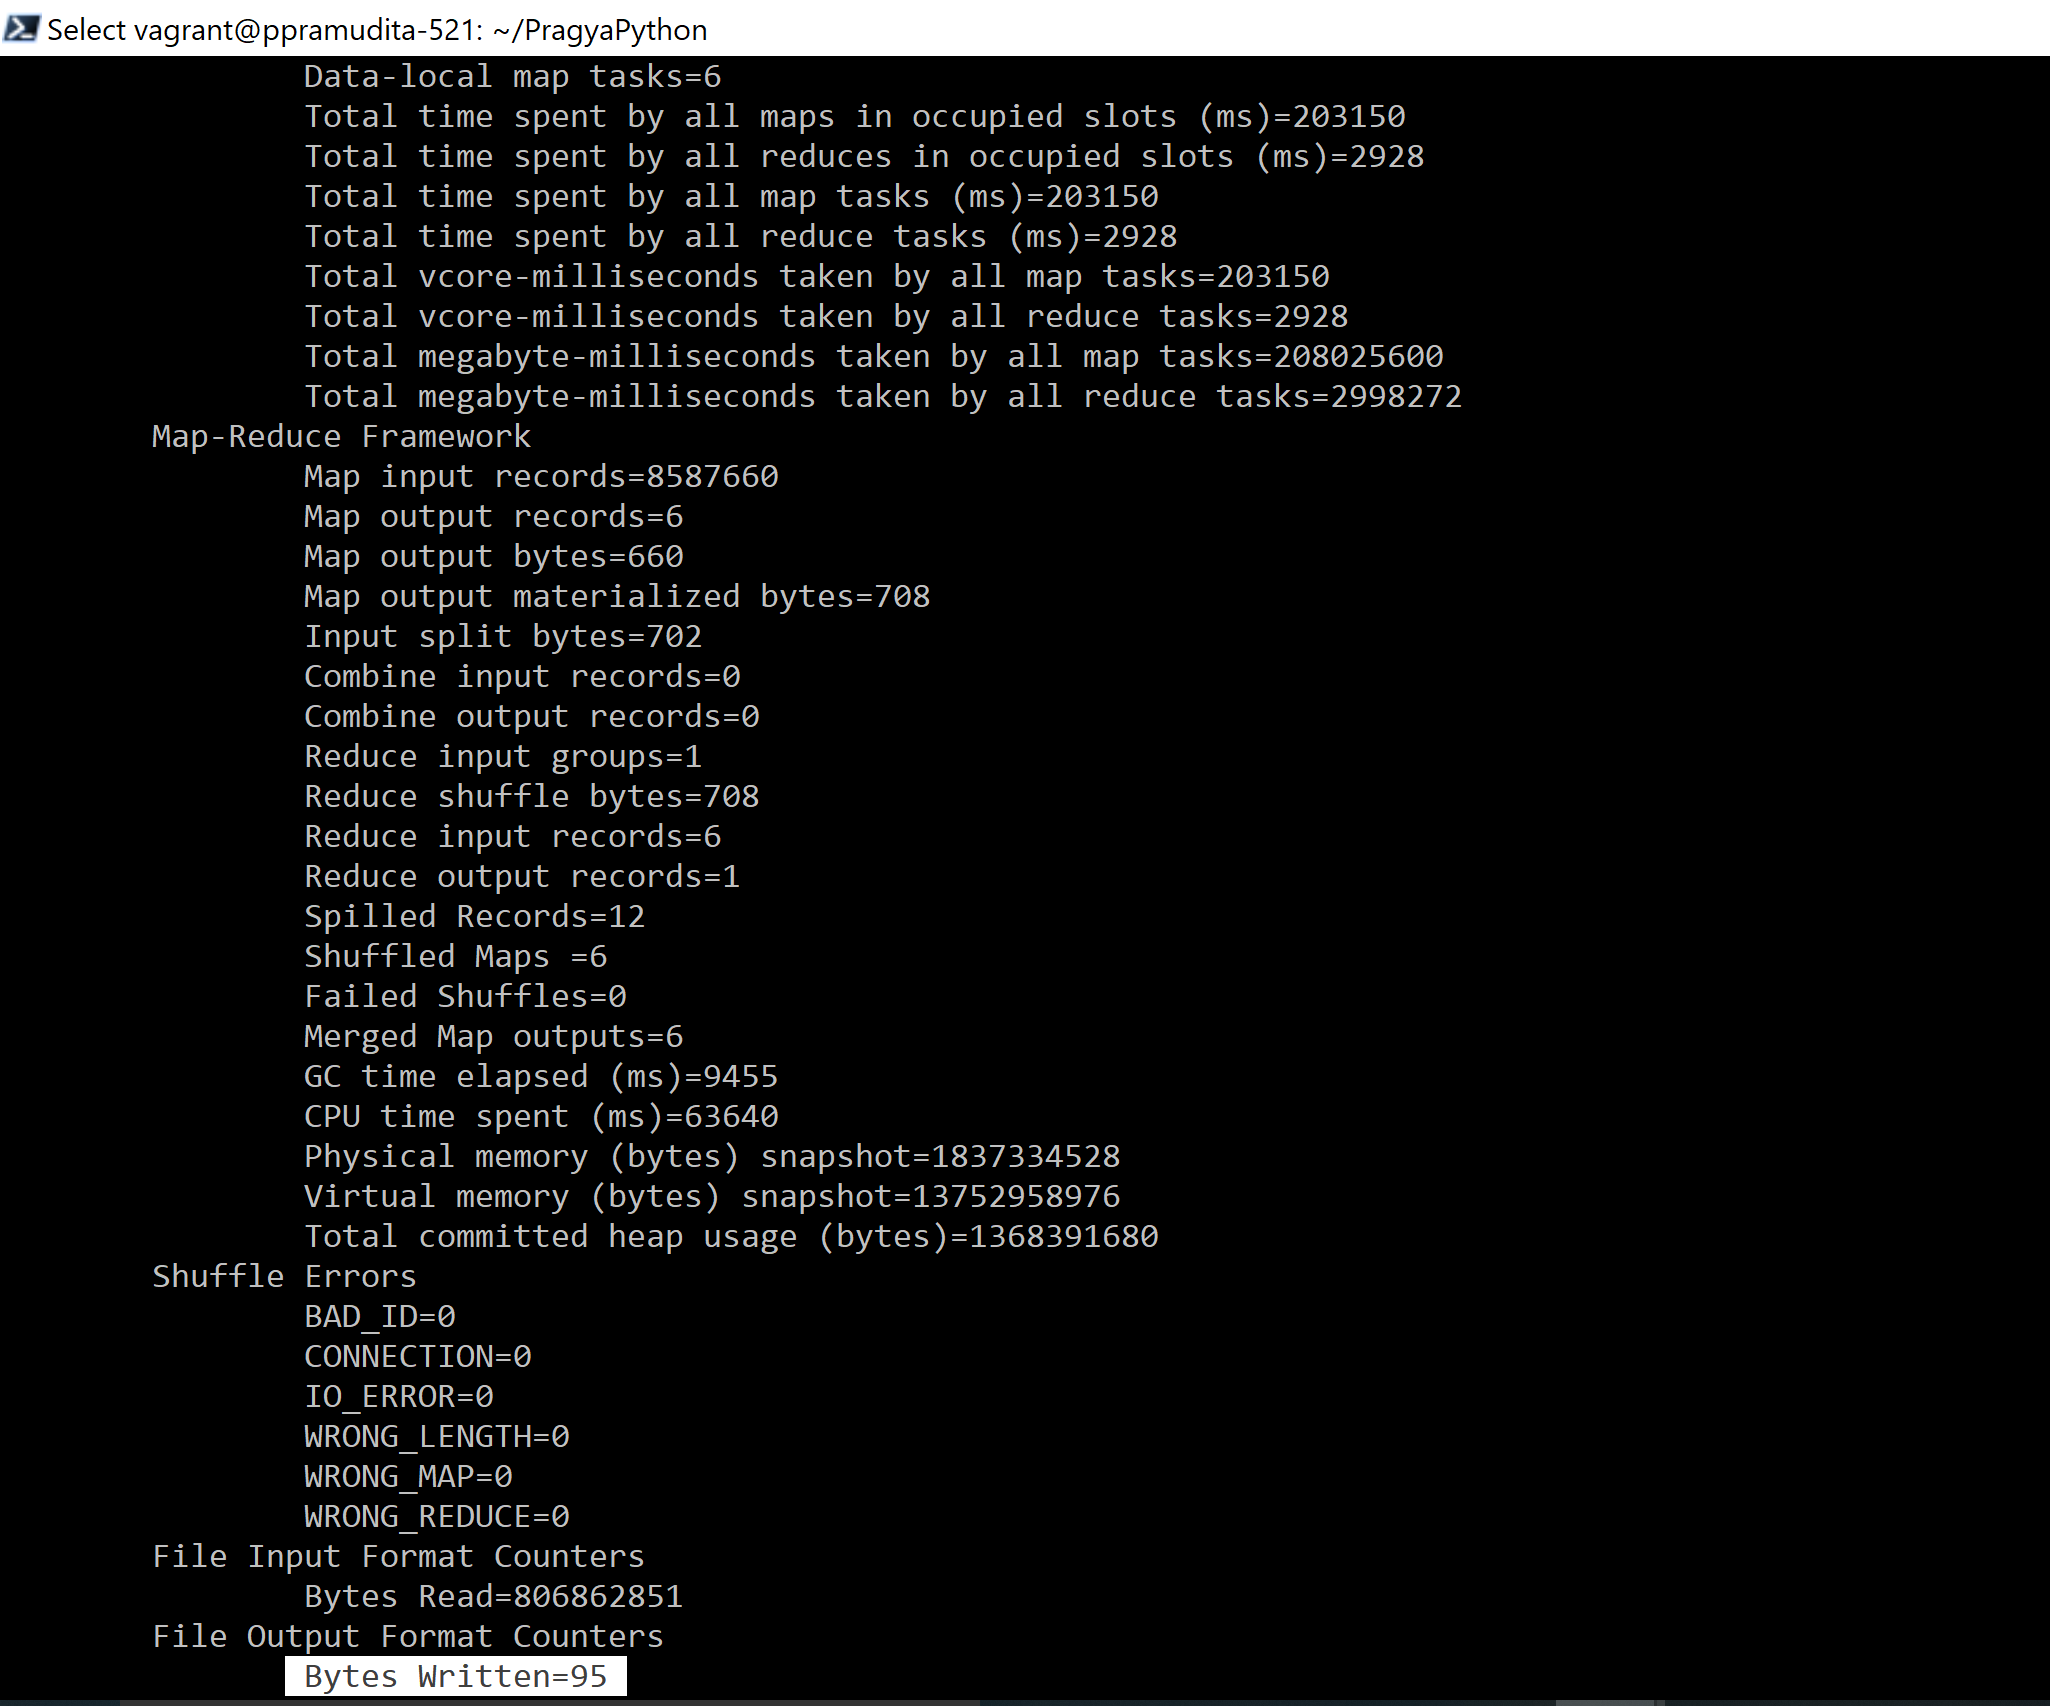 Select vagrant@ppramudita-521: ~/PragyaPython
Data-local map tasks=6
Total time spent by all maps in occupied slots (ms)=203150
Total time spent by all reduces in occupied slots (ms)=2928
Total time spent by all map tasks (ms)=203150
Total time spent by all reduce tasks (ms)=2928
Total vcore-milliseconds taken by all map tasks=203150
Total vcore-milliseconds taken by all reduce tasks=2928
Total megabyte-milliseconds taken by all map tasks=208025600
Total megabyte-milliseconds taken by all reduce tasks=2998272
Map-Reduce Framework
Map input records=8587660
Map output records=6
Map output bytes=660
Map output materialized bytes=708
Input split bytes=702
Combine input records=0
Combine output records=0
Reduce input groups=1
Reduce shuffle bytes=708
Reduce input records=6
Reduce output records=1
Spilled Records=12
Shuffled Maps =6
Failed Shuffles=0
Merged Map outputs=6
GC time elapsed (ms)=9455
CPU time spent (ms)=63640
Physical memory (bytes) snapshot=1837334528
Virtual memory (bytes) snapshot=13752958976
Total committed heap usage (bytes)=1368391680
Shuffle Errors
BAD_ID=0
CONNECTION=0
IO_ERROR=0
WRONG_LENGTH=0
WRONG_MAP=0
WRONG_REDUCE=0
File Input Format Counters
Bytes Read=806862851
File Output Format Counters
Bytes Written=95